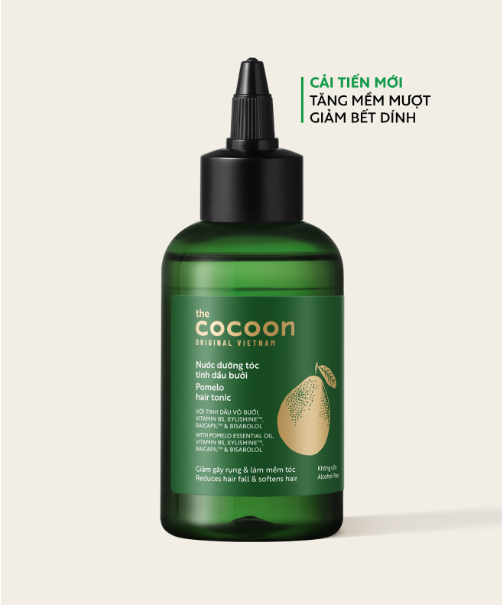 CẢI TIẾN MỚI
TĂNG MỀM MƯỢT
GIẢM BẾT DÍNH
the
cocoon
ORIGINAL VIETNAM
Nước dưỡng tóc
tinh dầu bưởi
Pomelo
hair tonic
VỚI TINH DẦU VỎ BƯỞI,
VITAMIN B5, XYLISHINE™,
BAICAPIL™ & BISABOLOL
WITH POMELO ESSENTIAL OIL,
VITAMIN B5, XYLISHINE™,
BAICAPIL™ & BISABOLOL
Giảm gãy rụng & làm mềm tóc
Reduces hair fall & softens hair
Không cồn
Alcohol-free